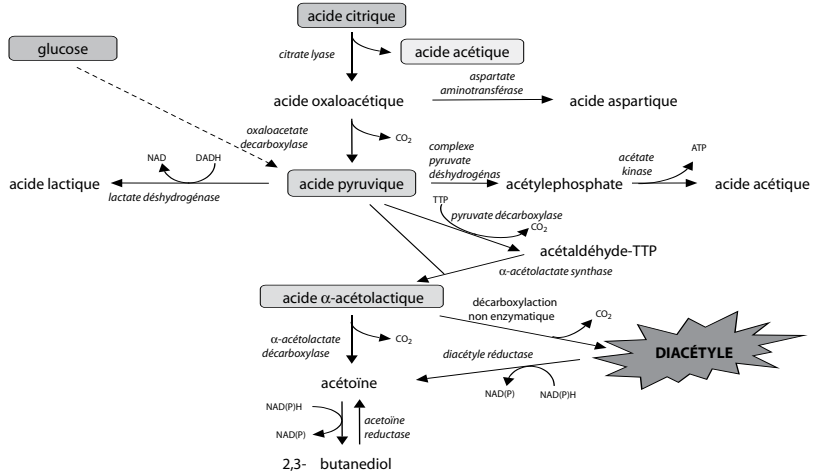 acide citrique
glucose
citrate lyase
acide acétique
aspartate
aminotransférase
acide oxaloacétique
acide aspartique
oxaloacetate
decarboxylase
CO2
complexe
pyruvate
déshydrogénas
acétate
kinase
ATP
NAD
DADH
acide lactique
lactate déshydrogénase
acide pyruvique
acétylephosphate
acide acétique
TTP
pyruvate décarboxylase
CO2
acétaldéhyde-TTP
α-acétolactate synthase
acide α-acétolactique
décarboxylaction
non enzymatique
CO2
α-acétolactate
décarboxylase
CO2
DIACÉTYLE
diacétyle réductase
acétoïne
NAD(P)
NAD(P)H
NAD(P)H
NAD(P)
acetoïne
reductase
2,3- butanediol